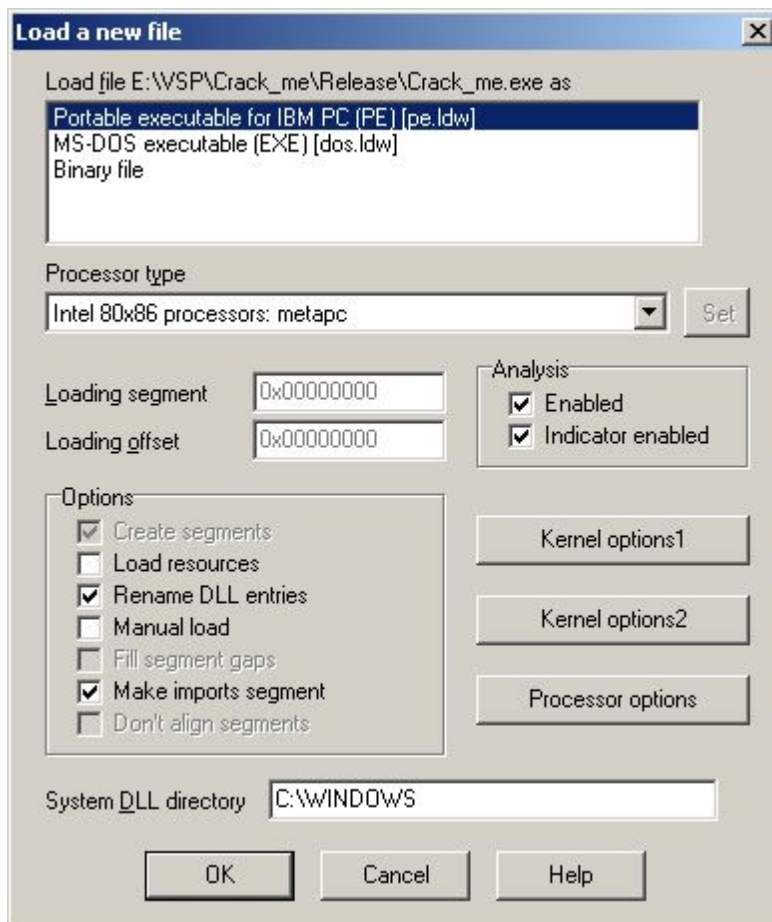 Load a new file
Load file E:\VSP\Crack_me\Release\Crack_me.exe as
Portable executable for IBM PC (PE) [pe.ldw]
MS-DOS executable (EXE) [dos.ldw]
Binary file
Processor type
Intel 80x86 processors: metapc
Set
Loading segment
0x00000000
Loading offset
0x00000000
Analysis
Enabled
Indicator enabled
Options
Create segments
Load resources
Rename DLL entries
Manual load
Fill segment gaps
Make imports segment
Don't align segments
Kernel options1
Kernel options2
Processor options
System DLL directory
C:\WINDOWS
OK
Cancel
Help